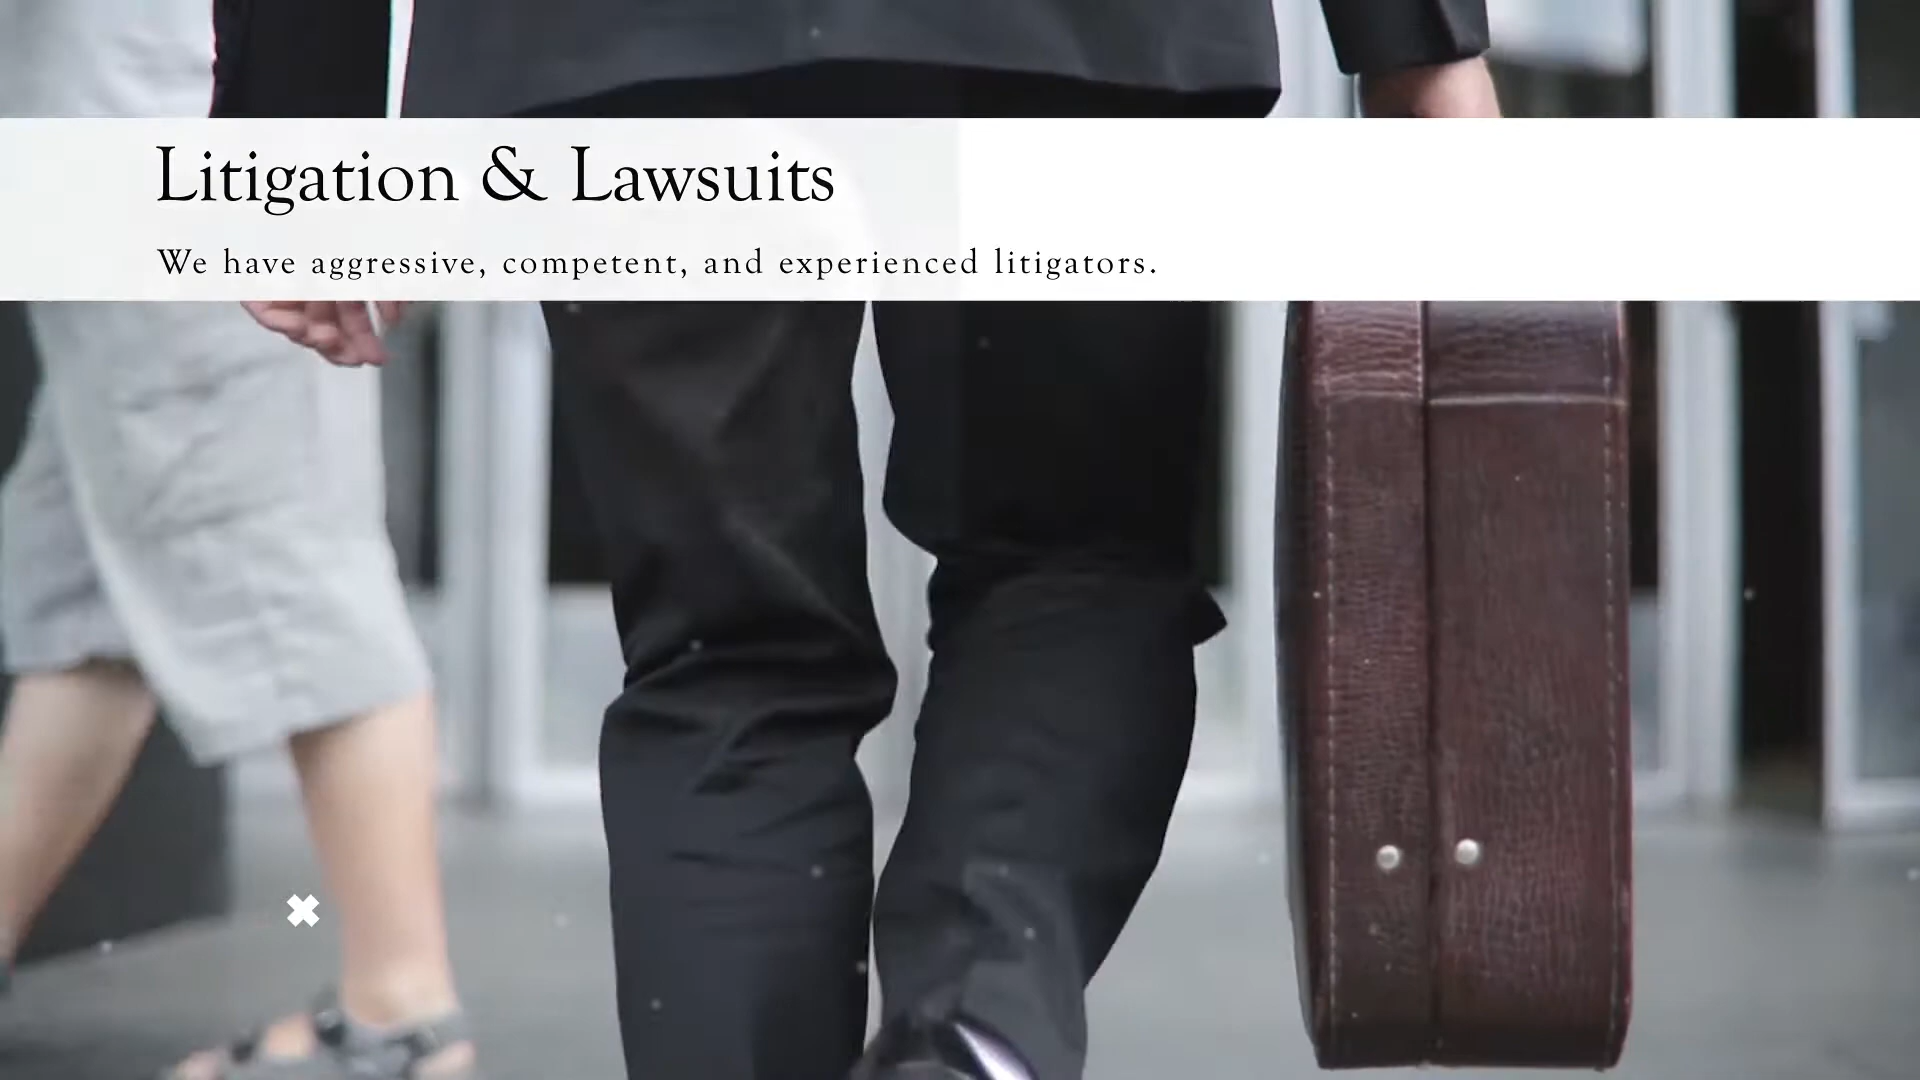 Litigation & Lawsuits
We have aggressive, competent, and experienced litigators.